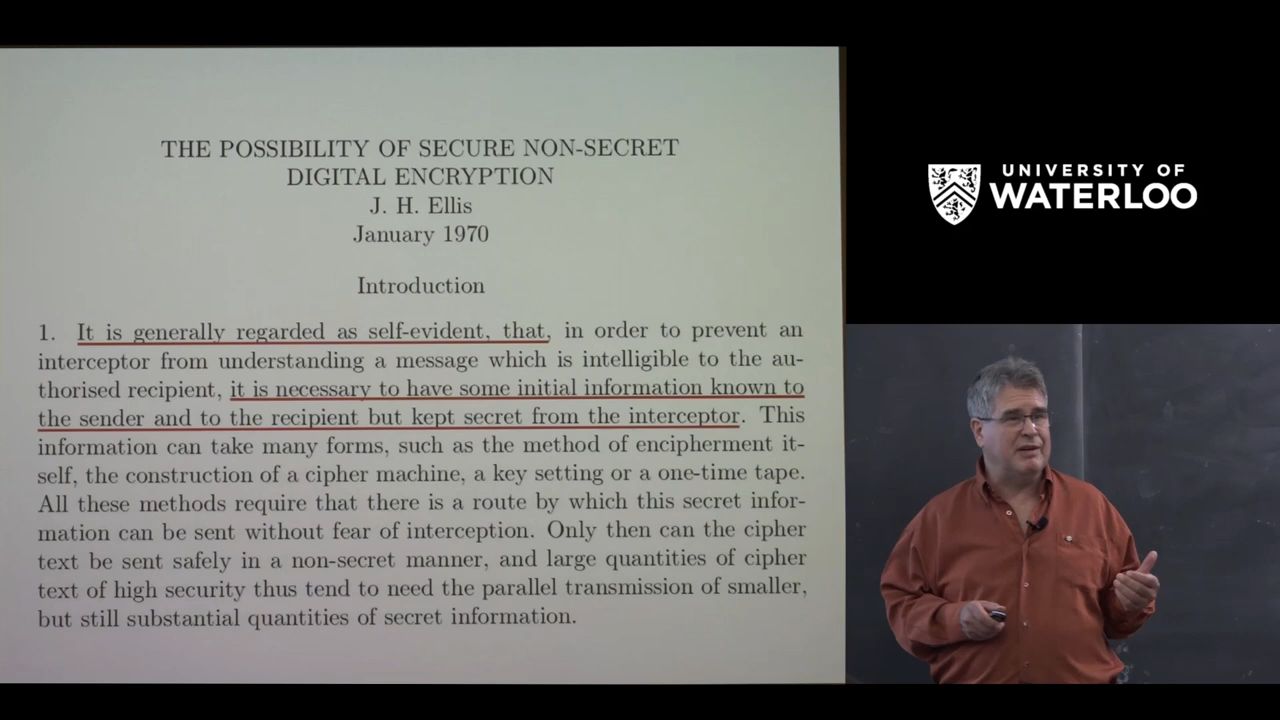 THE POSSIBILITY OF SECURE NON-SECRET
DIGITAL ENCRYPTION
J. H. Ellis
January 1970
Introduction
1. It is generally regarded as self-evident, that, in order to prevent an
interceptor from understanding a message which is intelligible to the au-
thorised recipient, it is necessary to have some initial information known to
the sender and to the recipient but kept secret from the interceptor. This
information can take many forms, such as the method of encipherment it-
self, the construction of a cipher machine, a key setting or a one-time tape.
All these methods require that there is a route by which this secret infor-
mation can be sent without fear of interception. Only then can the cipher
text be sent safely in a non-secret manner, and large quantities of cipher
text of high security thus tend to need the parallel transmission of smaller,
but still substantial quantities of secret information.
UNIVERSITY OF
WATERLOO